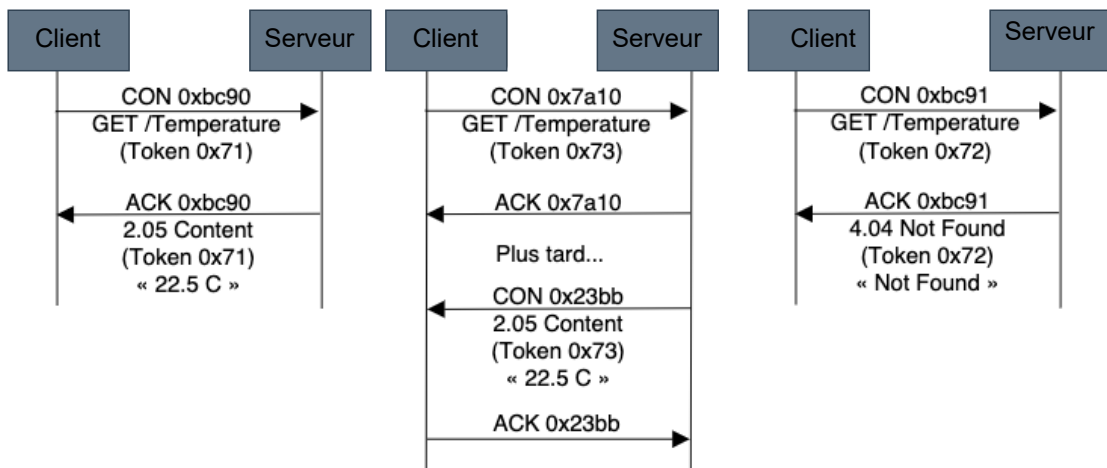 Client
Serveur
CON 0xbc90
GET /Temperature
(Token 0x71)
ACK 0xbc90
2.05 Content
(Token 0x71)
« 22.5 C »
Client
Serveur
CON 0x7a10
GET /Temperature
(Token 0x73)
ACK 0x7a10
Plus tard...
CON 0x23bb
2.05 Content
(Token 0x73)
« 22.5 C »
ACK 0x23bb
Client
Serveur
CON 0xbc91
GET /Temperature
(Token 0x72)
ACK 0xbc91
4.04 Not Found
(Token 0x72)
« Not Found »